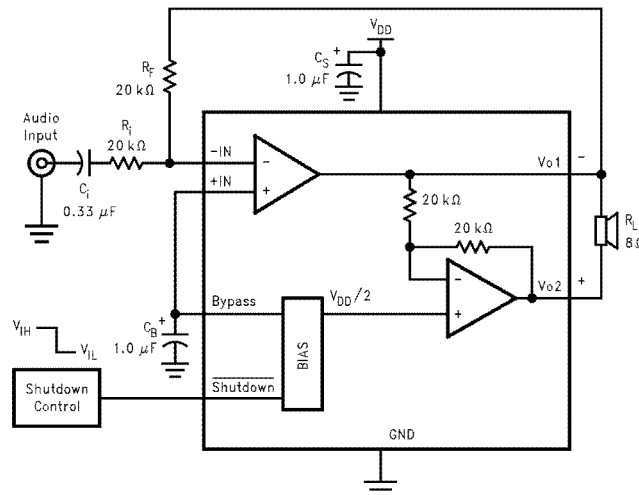 V_DD
C_S +
1.0 μF
R_F
20 kΩ
Audio
Input
R_i
20 kΩ
C_i
0.33 μF
-IN
+IN
-
+
Vo1
-
20 kΩ
20 kΩ
R_L
8Ω
Vo2
+
-
+
Bypass
V_DD/2
BIAS
C_B +
1.0 μF
V_IH
V_IL
Shutdown
Shutdown
Control
GND